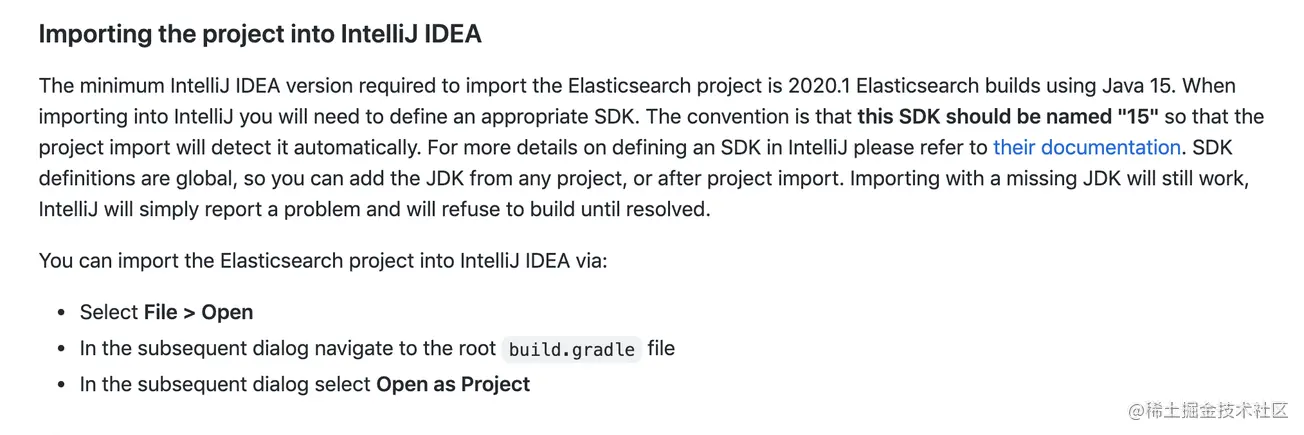 Importing the project into IntelliJ IDEA
The minimum IntelliJ IDEA version required to import the Elasticsearch project is 2020.1 Elasticsearch builds using Java 15. When
importing into IntelliJ you will need to define an appropriate SDK. The convention is that this SDK should be named "15" so that the
project import will detect it automatically. For more details on defining an SDK in IntelliJ please refer to their documentation. SDK
definitions are global, so you can add the JDK from any project, or after project import. Importing with a missing JDK will still work,
IntelliJ will simply report a problem and will refuse to build until resolved.
You can import the Elasticsearch project into IntelliJ IDEA via:
• Select File > Open
• In the subsequent dialog navigate to the root build.gradle file
• In the subsequent dialog select Open as Project
@稀土掘金技术社区